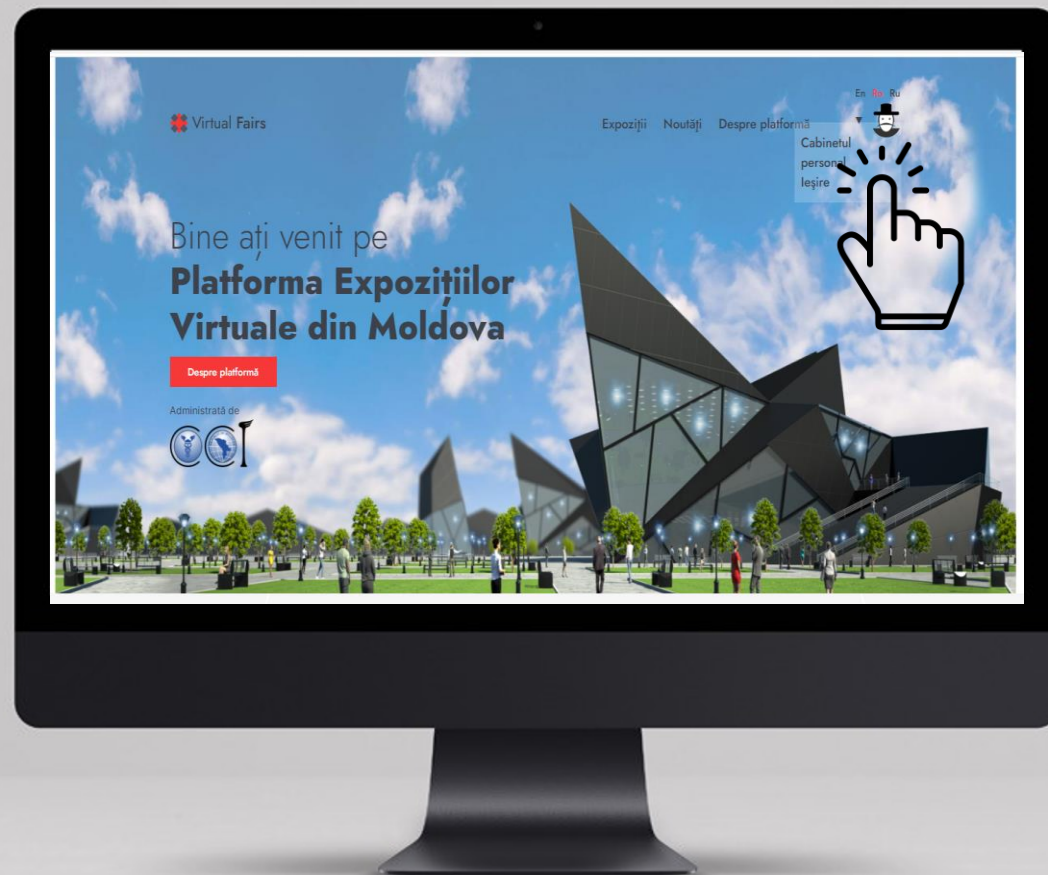 En Ro Ru
Virtual Fairs
Expoziții Noutăți Despre platformă
Cabinetul
personal
Ieșire
Bine ați venit pe
Platforma Expozițiilor
Virtuale din Moldova
Despre platformă
Administrată de
CCI